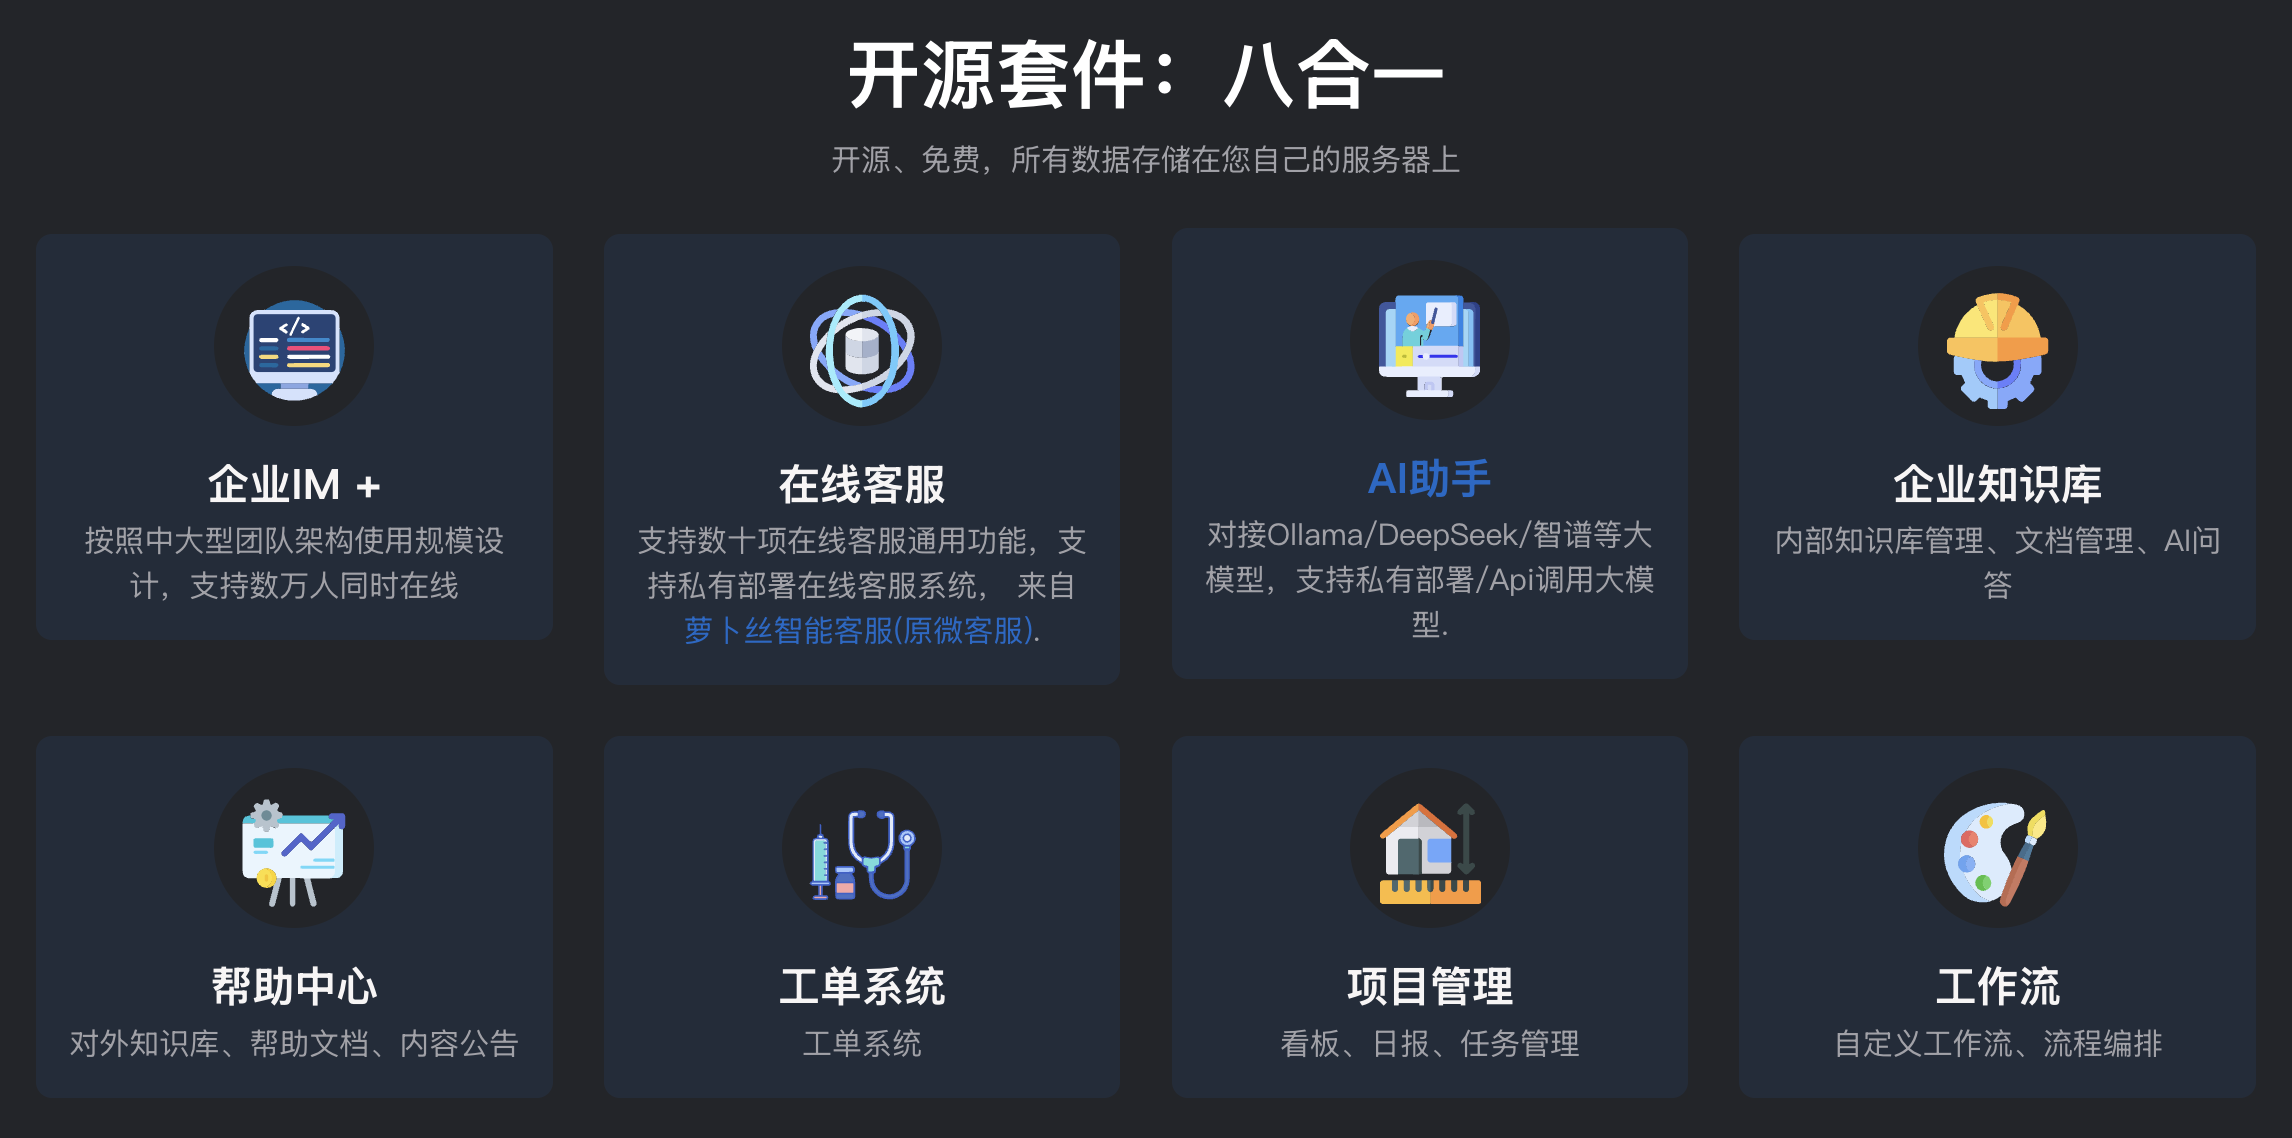 开源套件：八合一
开源、免费，所有数据存储在您自己的服务器上
</>
企业IM +
按照中大型团队架构使用规模设
计，支持数万人同时在线
在线客服
支持数十项在线客服通用功能，支
持私有部署在线客服系统， 来自
萝卜丝智能客服(原微客服).
AI助手
对接Ollama/DeepSeek/智谱等大
模型，支持私有部署/Api调用大模
型.
企业知识库
内部知识库管理、文档管理、AI问
答
帮助中心
对外知识库、帮助文档、内容公告
工单系统
工单系统
项目管理
看板、日报、任务管理
工作流
自定义工作流、流程编排